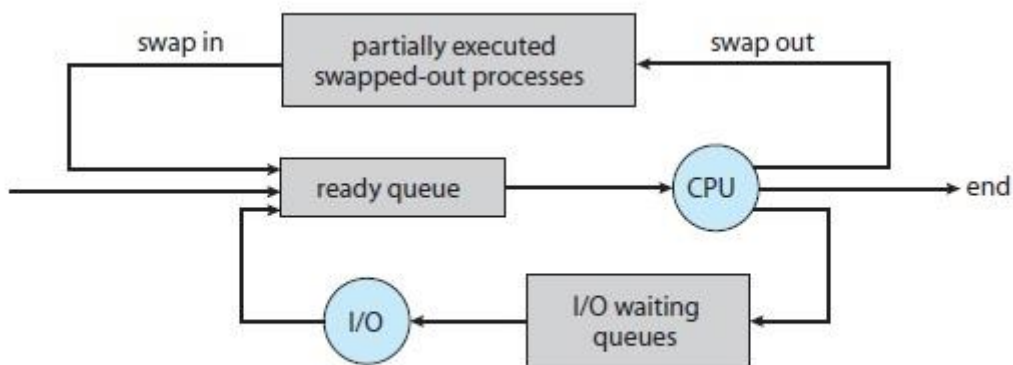 swap in
partially executed
swapped-out processes
swap out
ready queue
CPU
end
I/O
I/O waiting
queues